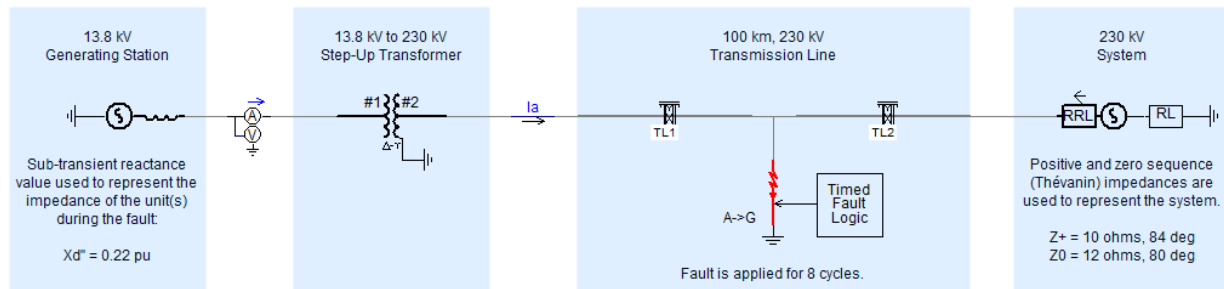 13.8 kV
Generating Station
13.8 kV to 230 kV
Step-Up Transformer
100 km, 230 kV
Transmission Line
230 kV
System
A
V
#1
#2
Δ-Y
Ia
TL1
TL2
RRL
RL
Sub-transient reactance
value used to represent the
impedance of the unit(s)
during the fault:
Xd" = 0.22 pu
A->G
Timed
Fault
Logic
Fault is applied for 8 cycles.
Positive and zero sequence
(Thévanin) impedances are
used to represent the system.
Z+ = 10 ohms, 84 deg
Z0 = 12 ohms, 80 deg